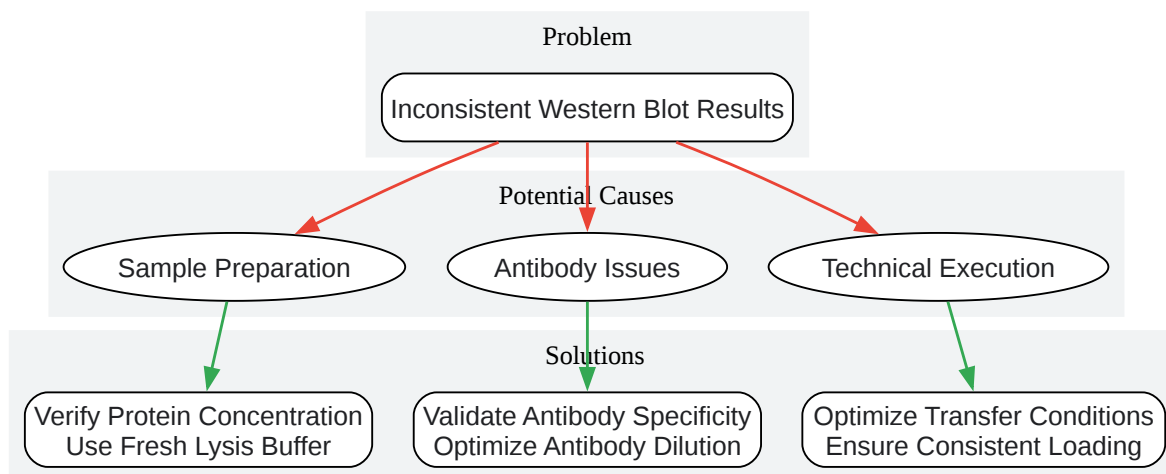 Problem
Inconsistent Western Blot Results
Potential Causes
Sample Preparation
Antibody Issues
Technical Execution
Solutions
Verify Protein Concentration
Use Fresh Lysis Buffer
Validate Antibody Specificity
Optimize Antibody Dilution
Optimize Transfer Conditions
Ensure Consistent Loading